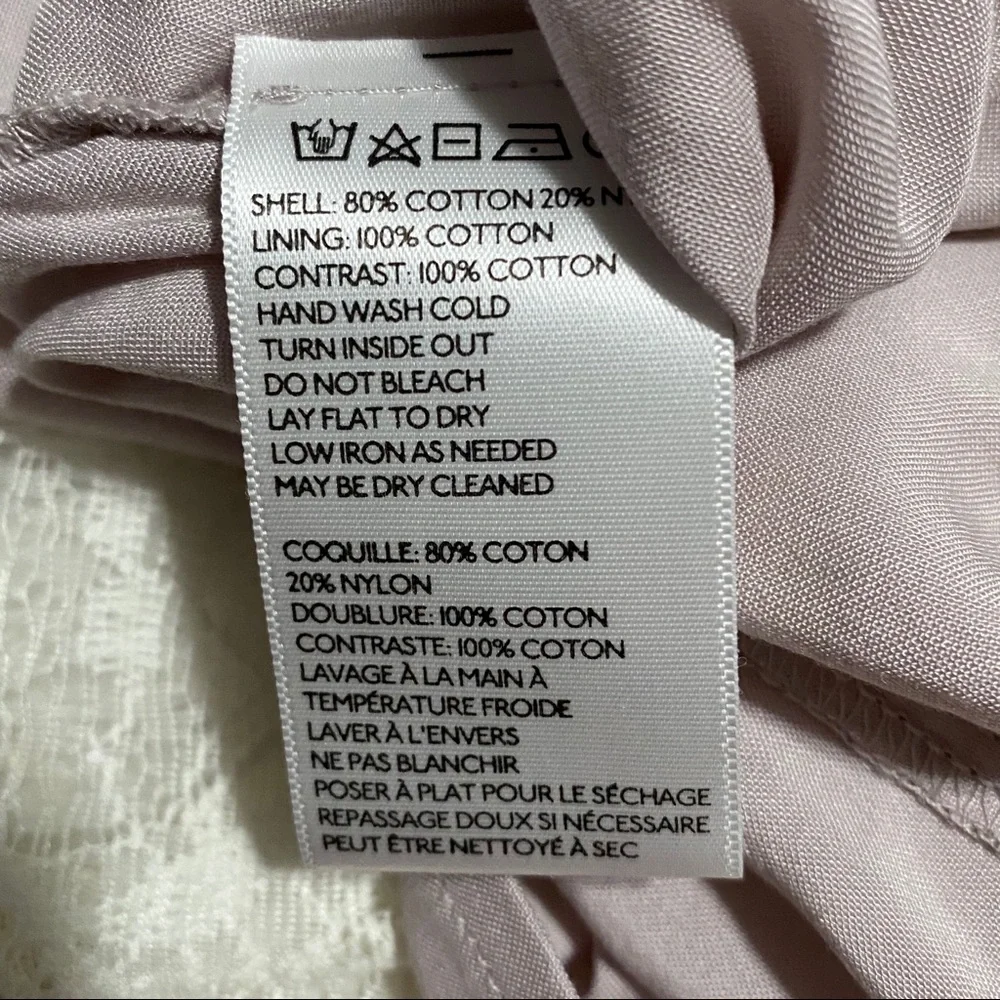 SHELL: 80% COTTON 20% N
LINING: 100% COTTON
CONTRAST: 100% COTTON
HAND WASH COLD
TURN INSIDE OUT
DO NOT BLEACH
LAY FLAT TO DRY
LOW IRON AS NEEDED
MAY BE DRY CLEANED
COQUILLE: 80% COTON
20% NYLON
DOUBLURE: 100% COTON
CONTRASTE: 100% COTON
LAVAGE À LA MAIN À
TEMPÉRATURE FROIDE
LAVER À L'ENVERS
NE PAS BLANCHIR
POSER À PLAT POUR LE SÉCHAGE
REPASSAGE DOUX SI NÉCESSAIRE
PEUT ÊTRE NETTOYÉ À SEC